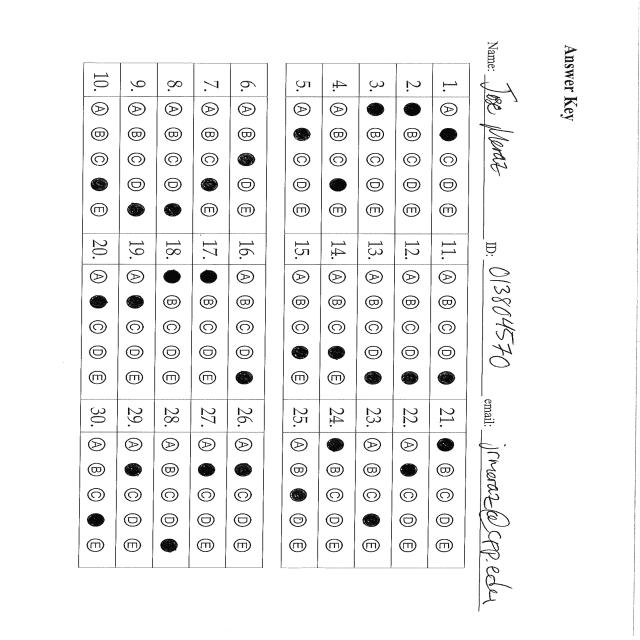 Answer Key
Name: Jose Meraz ID: 013804570 email: jrmeraz@cpp.edu
1. A C D E 11. A B C D 21. B C D E
2. B C D E 12. A B C D 22. A C D E
3. B C D E 13. A B C D 23. A B C E
4. A B C E 14. A B C E 24. B C D E
5. A C D E 15. A B C E 25. A B D E
6. A B D E 16. A B C D 26. A C D E
7. A B C E 17. B C D E 27. A C D E
8. A B C D 18. B C D E 28. A B C D
9. A B C D 19. A C D E 29. A C D E
10. A B C E 20. A C D E 30. A B C E